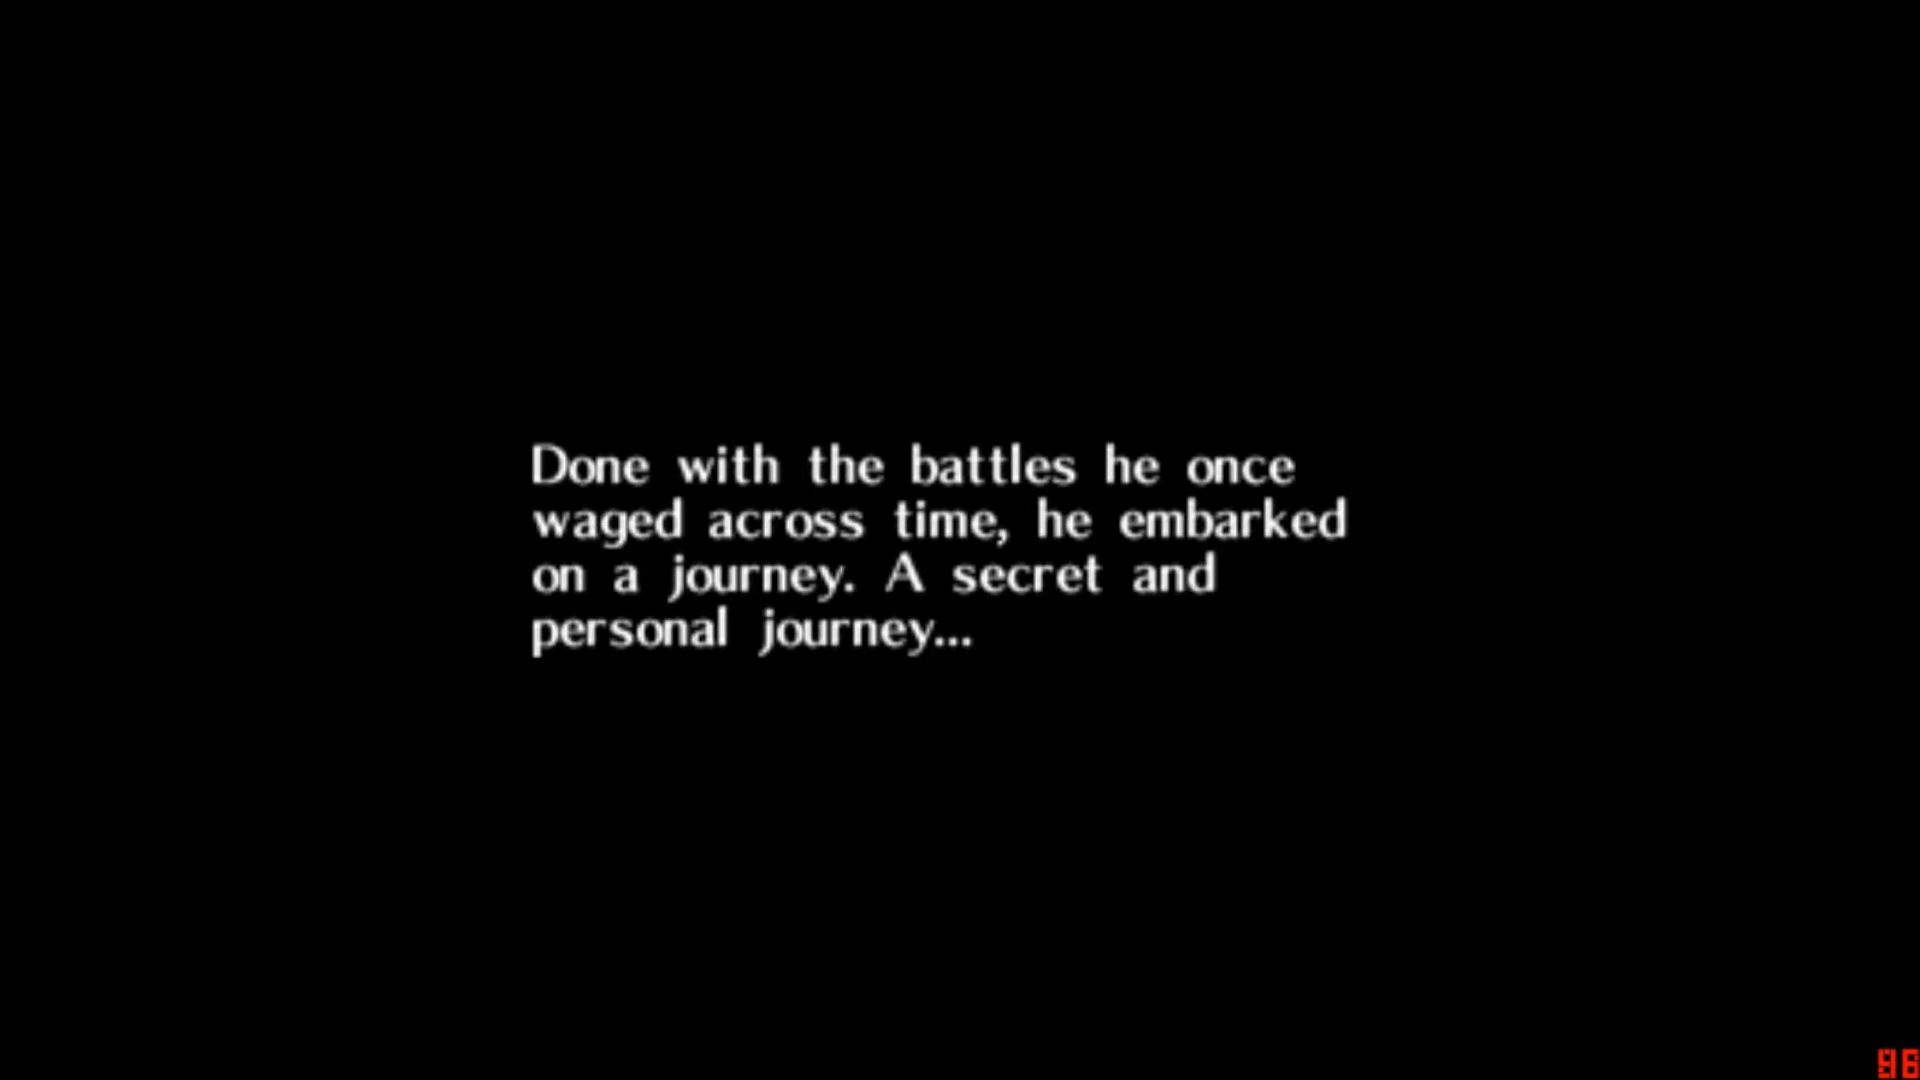 Done with the battles he once
waged across time, he embarked
on a journey. A secret and
personal journey...
96